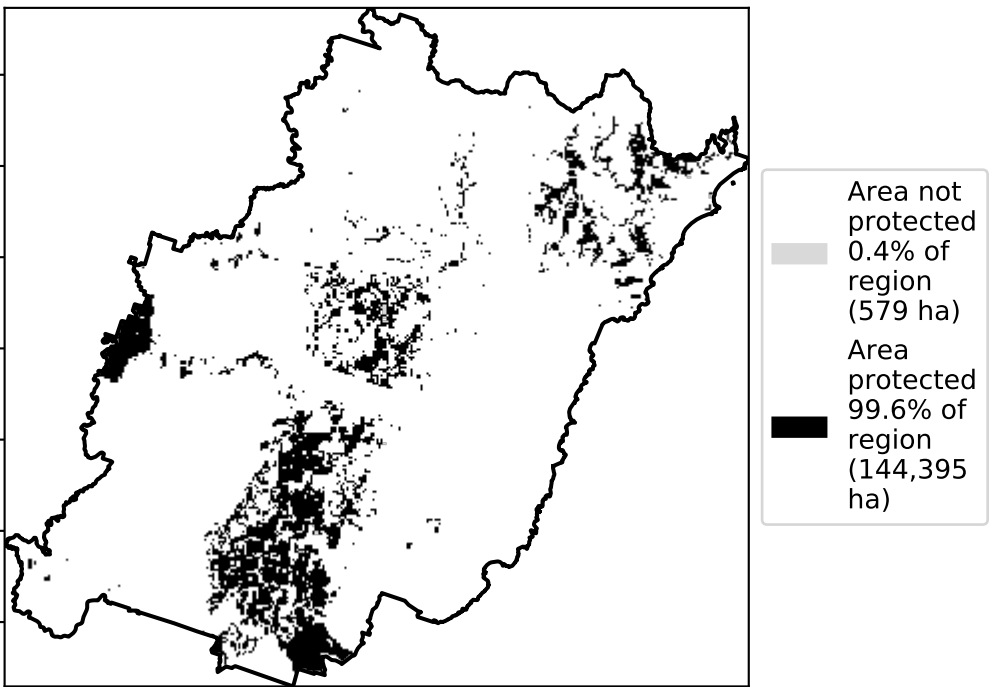 Area not
protected
0.4% of
region
(579 ha)
Area
protected
99.6% of
region
(144,395
ha)